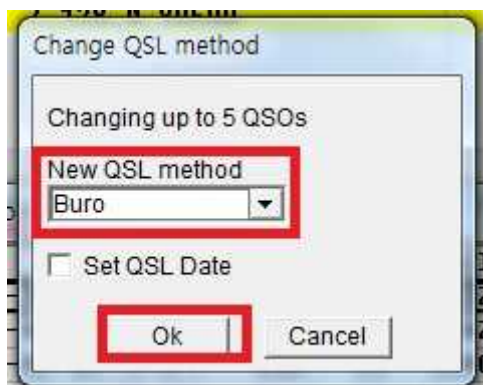 Change QSL method
Changing up to 5 QSOs
New QSL method
Buro
Set QSL Date
Ok
Cancel